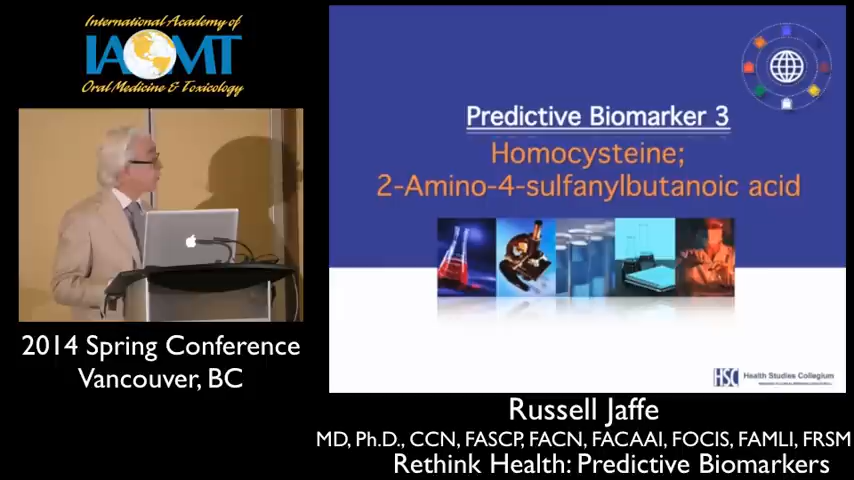 International Academy of
IAOMT
Oral Medicine & Toxicology
Predictive Biomarker 3
Homocysteine;
2-Amino-4-sulfanylbutanoic acid
HSC Health Studies Collegium
2014 Spring Conference
Vancouver, BC
Russell Jaffe
MD, Ph.D., CCN, FASCP, FACN, FACAAI, FOCIS, FAMLI, FRSM
Rethink Health: Predictive Biomarkers